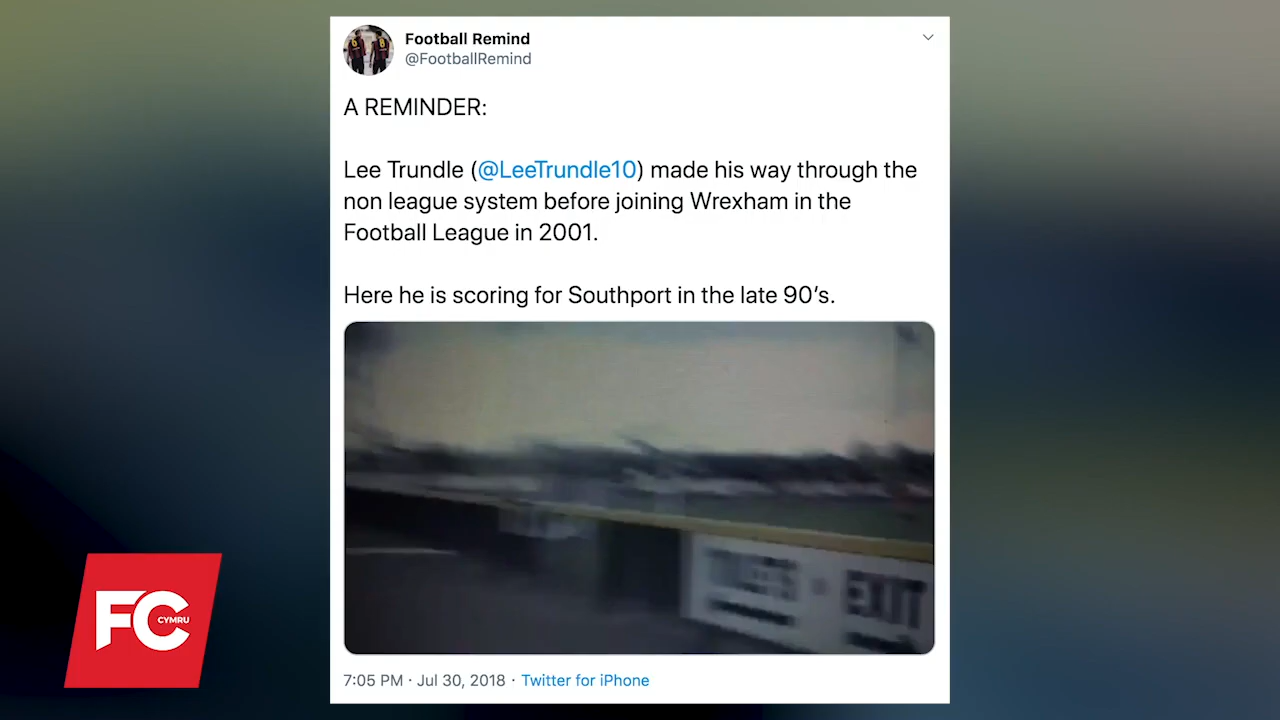 Football Remind
@FootballRemind
A REMINDER:
Lee Trundle (@LeeTrundle10) made his way through the
non league system before joining Wrexham in the
Football League in 2001.
Here he is scoring for Southport in the late 90’s.
EXIT
7:05 PM · Jul 30, 2018 · Twitter for iPhone
FC
CYMRU